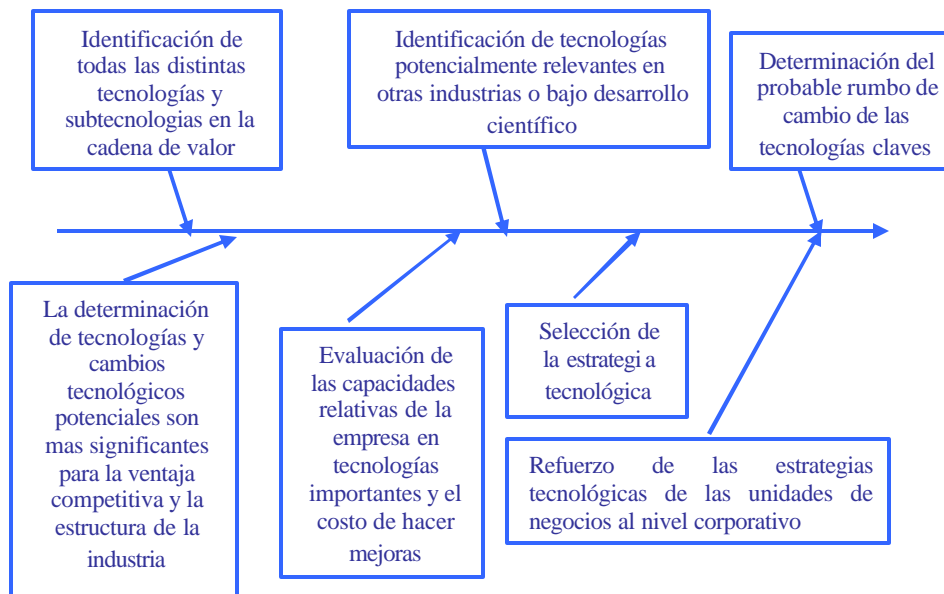 Identificación de
todas las distintas
tecnologías y
subtecnologias en la
cadena de valor
Identificación de tecnologías
potencialmente relevantes en
otras industrias o bajo desarrollo
científico
Determinación del
probable rumbo de
cambio de las
tecnologías claves
La determinación
de tecnologías y
cambios
tecnológicos
potenciales son
mas significantes
para la ventaja
competitiva y la
estructura de la
industria
Evaluación de
las capacidades
relativas de la
empresa en
tecnologías
importantes y el
costo de hacer
mejoras
Selección de
la estrategi a
tecnológica
Refuerzo de las estrategias
tecnológicas de las unidades de
negocios al nivel corporativo